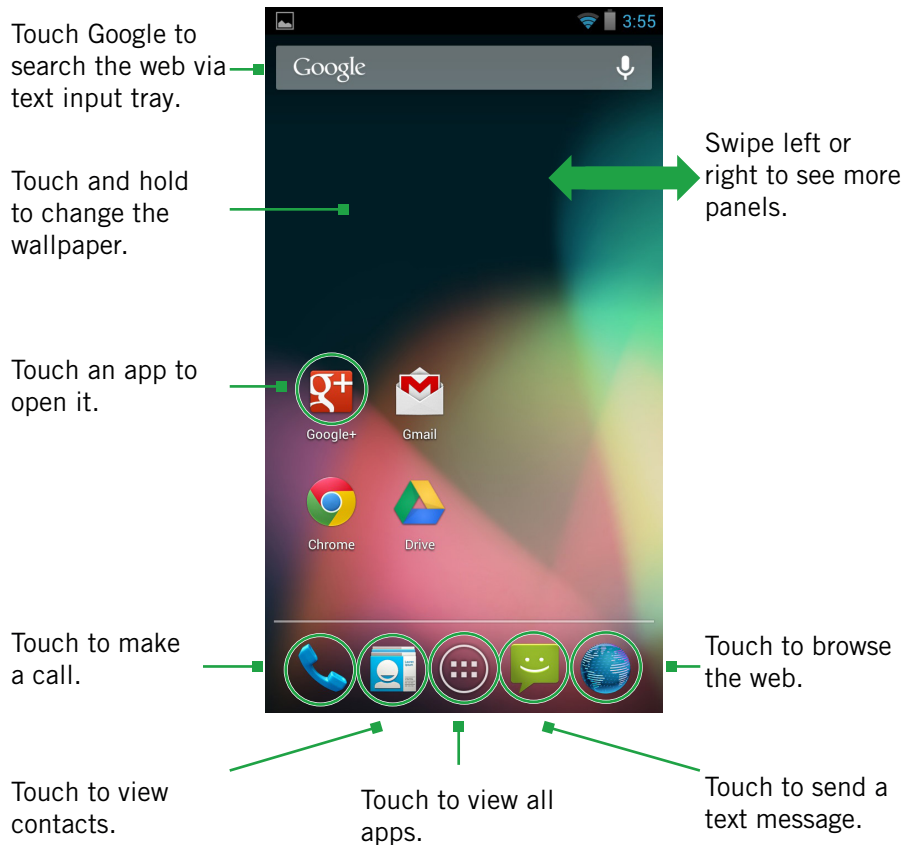 3:55
Touch Google to
search the web via
text input tray.
Google
Swipe left or
right to see more
panels.
Touch and hold
to change the
wallpaper.
Touch an app to
open it.
g+
Google+
Gmail
Chrome
Drive
Touch to make
a call.
Touch to browse
the web.
Touch to view
contacts.
Touch to view all
apps.
Touch to send a
text message.